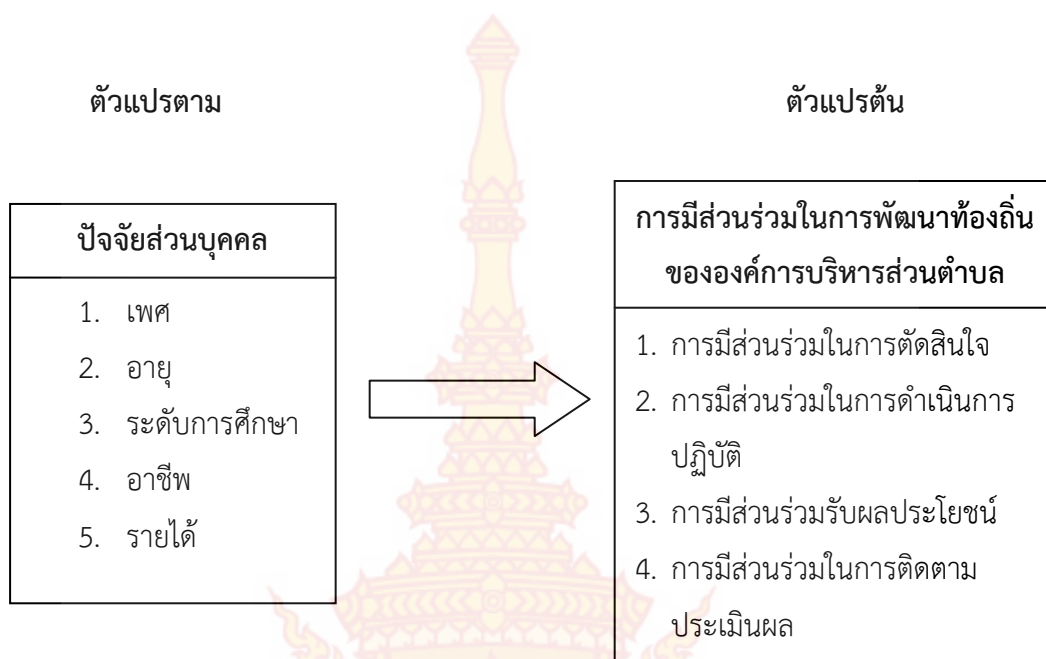 ตัวแปรตาม
ตัวแปรต้น
ปัจจัยส่วนบุคคล
1. เพศ
2. อายุ
3. ระดับการศึกษา
4. อาชีพ
5. รายได้
การมีส่วนร่วมในการพัฒนาท้องถิ่น
ขององค์การบริหารส่วนตำบล
1. การมีส่วนร่วมในการตัดสินใจ
2. การมีส่วนร่วมในการดำเนินการ
ปฏิบัติ
3. การมีส่วนร่วมรับผลประโยชน์
4. การมีส่วนร่วมในการติดตาม
ประเมินผล